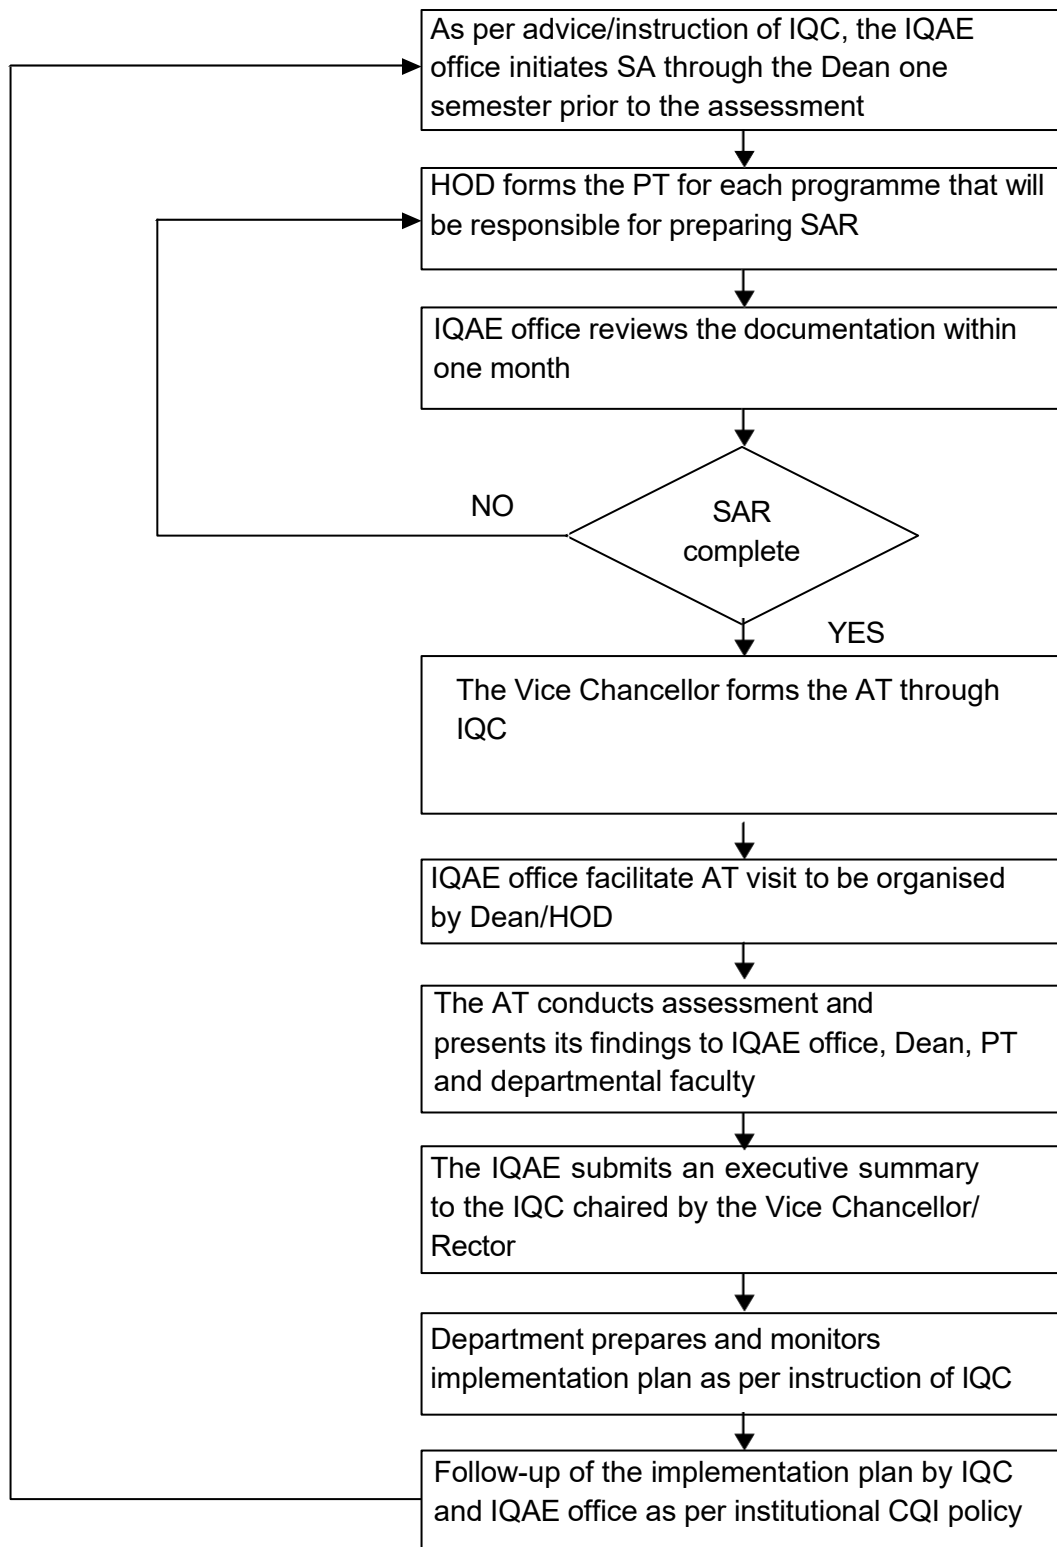 As per advice/instruction of IQC, the IQAE
office initiates SA through the Dean one
semester prior to the assessment
HOD forms the PT for each programme that will
be responsible for preparing SAR
IQAE office reviews the documentation within
one month
NO
SAR
complete
YES
The Vice Chancellor forms the AT through
IQC
IQAE office facilitate AT visit to be organised
by Dean/HOD
The AT conducts assessment and
presents its findings to IQAE office, Dean, PT
and departmental faculty
The IQAE submits an executive summary
to the IQC chaired by the Vice Chancellor/
Rector
Department prepares and monitors
implementation plan as per instruction of IQC
Follow-up of the implementation plan by IQC
and IQAE office as per institutional CQI policy